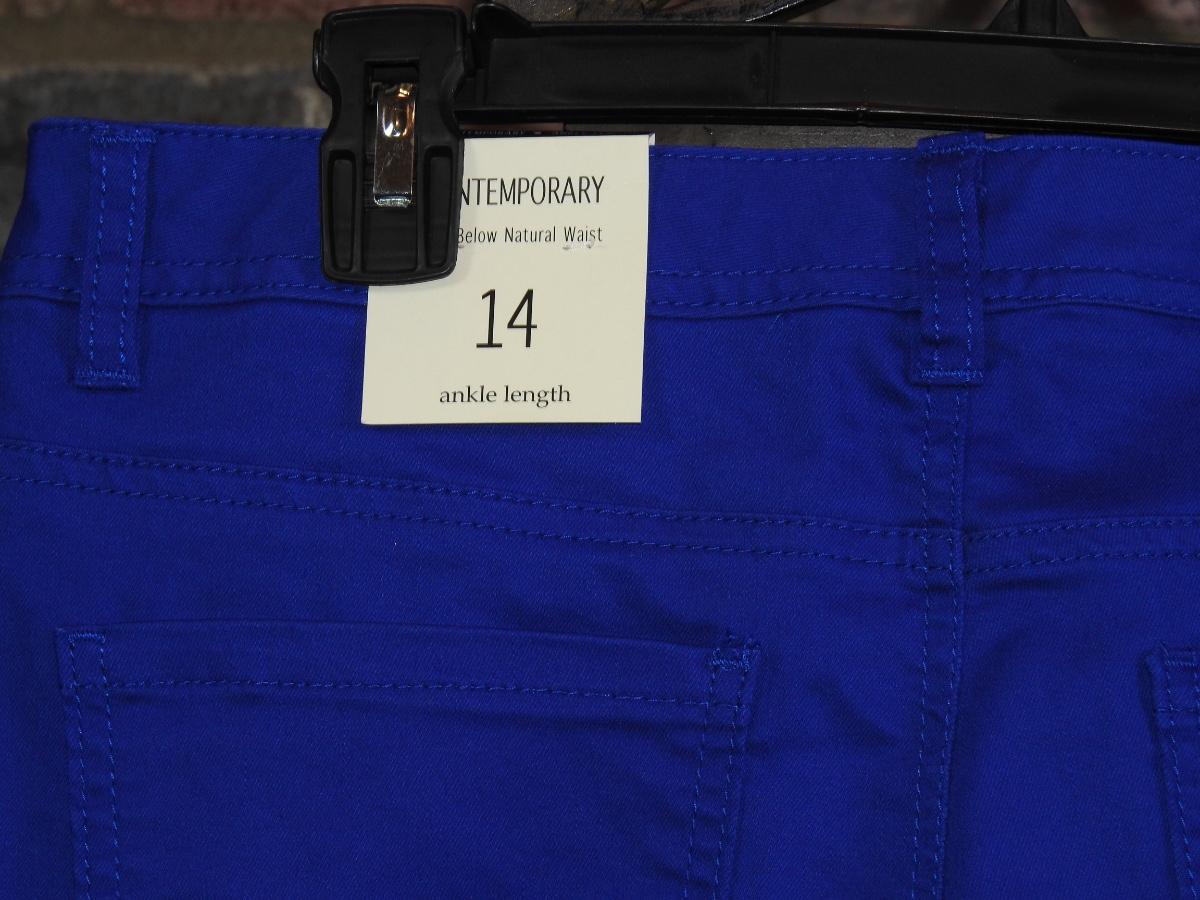 NTEMPORARY
Below Natural Waist
14
ankle length